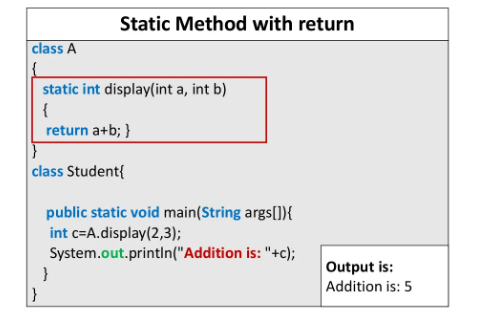 Static Method with return
class A
{
static int display(int a, int b)
{
return a+b; }
}
class Student{
public static void main(String args[]){
int c=A.display(2,3);
System.out.println("Addition is: "+c);
}
}
Output is:
Addition is: 5